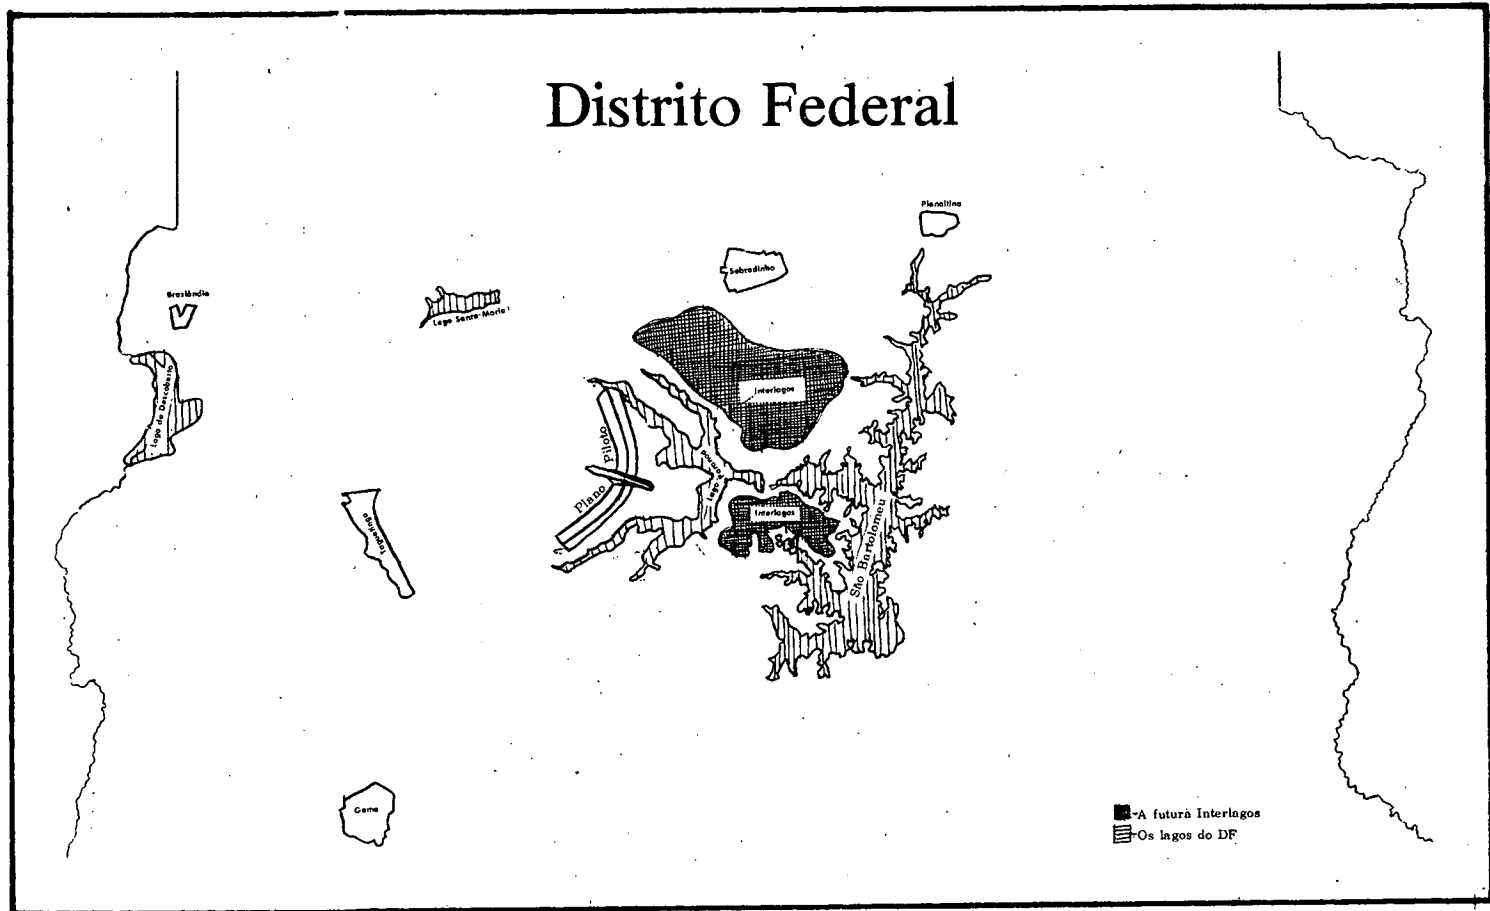 Distrito Federal
Planaltina
Sobradinho
Brazlândia
Lago Santa Maria
Lago do Descoberto
Interlagos
Piloto
Plano
Lago Paranoá
Interlagos
São Bartolomeu
Taguatinga
Gama
A futura Interlagos
Os lagos do DF